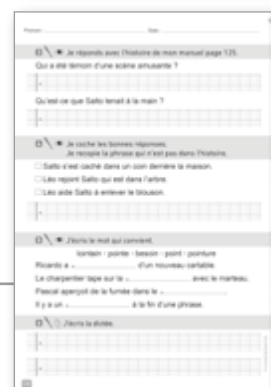 Prénom : Date :
Je réponds avec l'histoire de mon manuel page 125.
Qui a été témoin d'une scène amusante ?
Qu'est-ce que Salto tenait à la main ?
Je coche les bonnes réponses.
Je recopie la phrase qui n'est pas dans l'histoire.
Salto s'est caché dans un coin derrière la maison.
Léo rejoint Salto qui est dans l'arbre.
Léo aide Salto à enlever le blouson.
J'écris le mot qui convient.
lointain - pointe - besoin - point - pointure
Ricardo a d'un nouveau cartable.
Le charpentier tape sur la avec le marteau.
Pascal aperçoit de la fumée dans le
Il y a un à la fin d'une phrase.
J'écris la dictée.